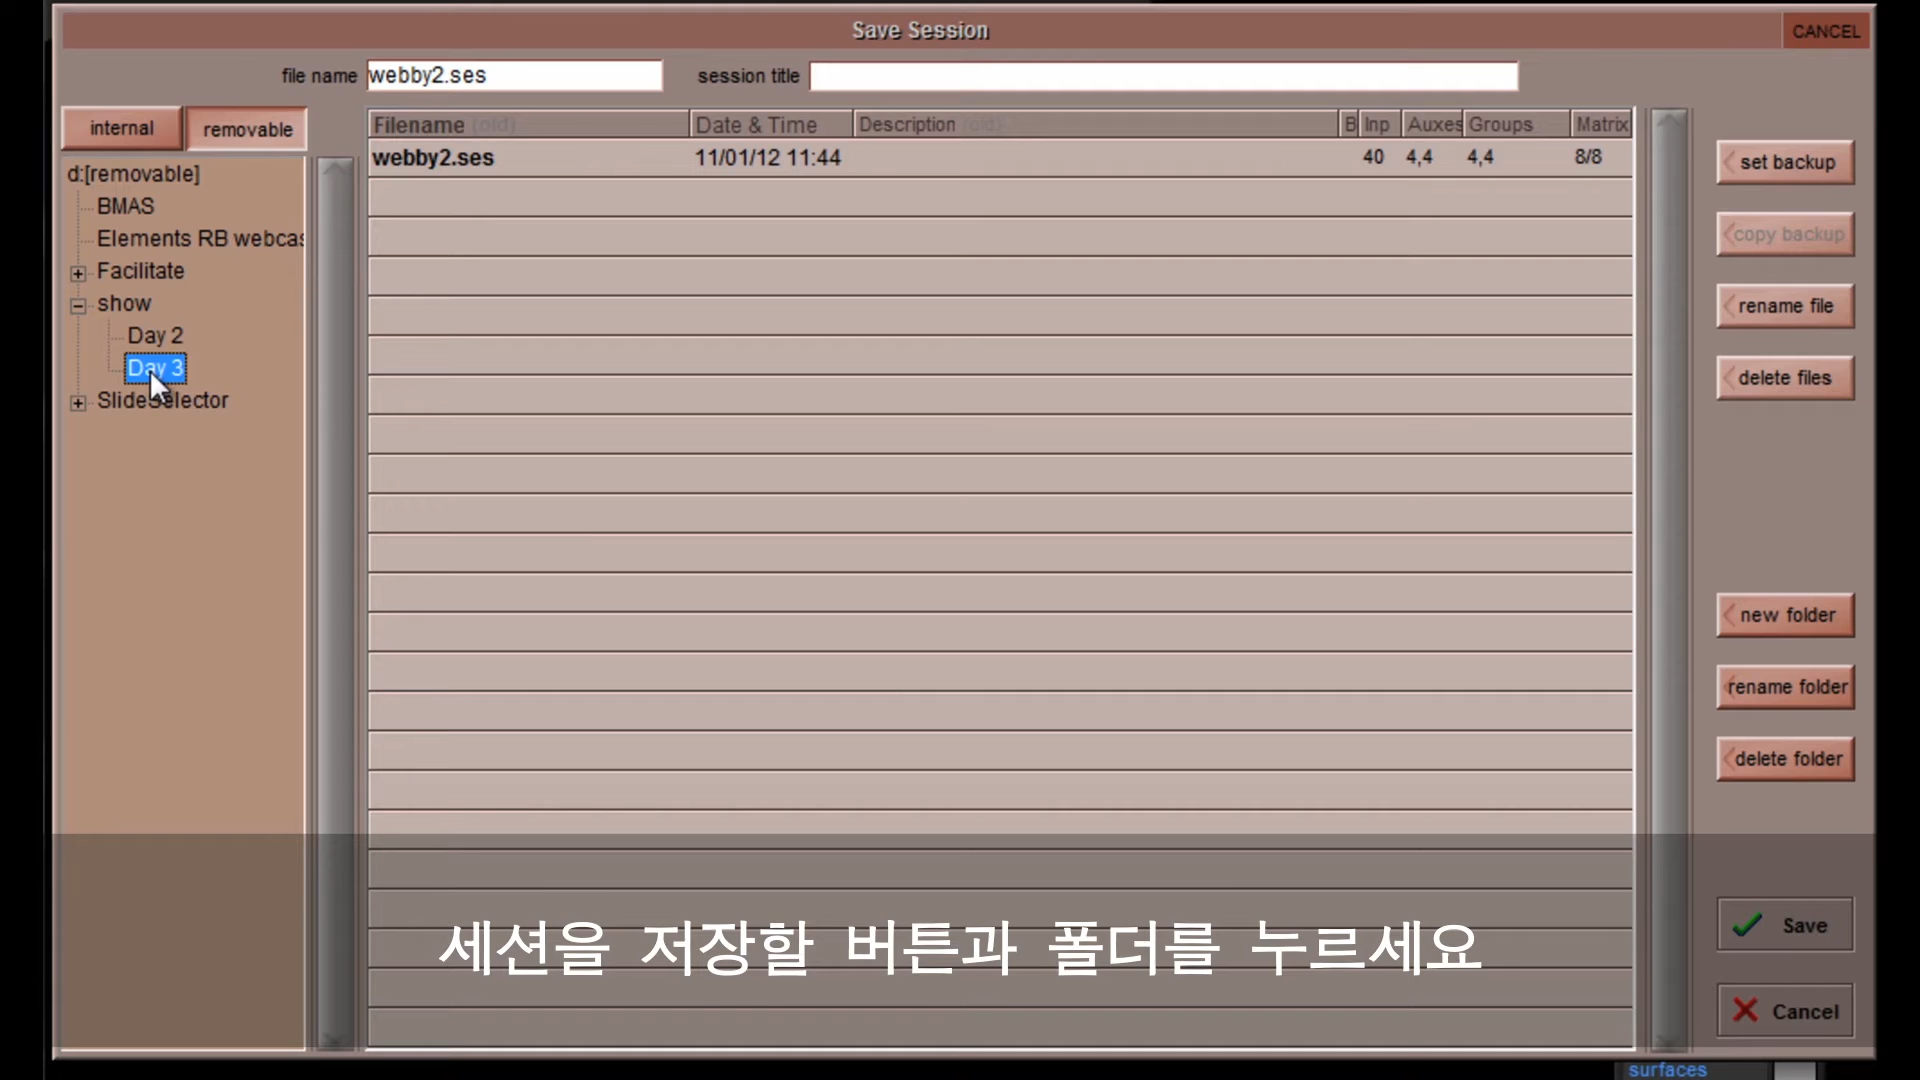 Save Session
CANCEL
file name webby2.ses session title
internal removable
Filename (old) Date & Time Description (old) B Inp Auxes Groups Matrix
webby2.ses 11/01/12 11:44 40 4,4 4,4 8/8
d:[removable]
BMAS
Elements RB webcas
Facilitate
show
Day 2
Day 3
SlideSelector
set backup
copy backup
rename file
delete files
new folder
rename folder
delete folder
Save
Cancel
세션을 저장할 버튼과 폴더를 누르세요
surfaces